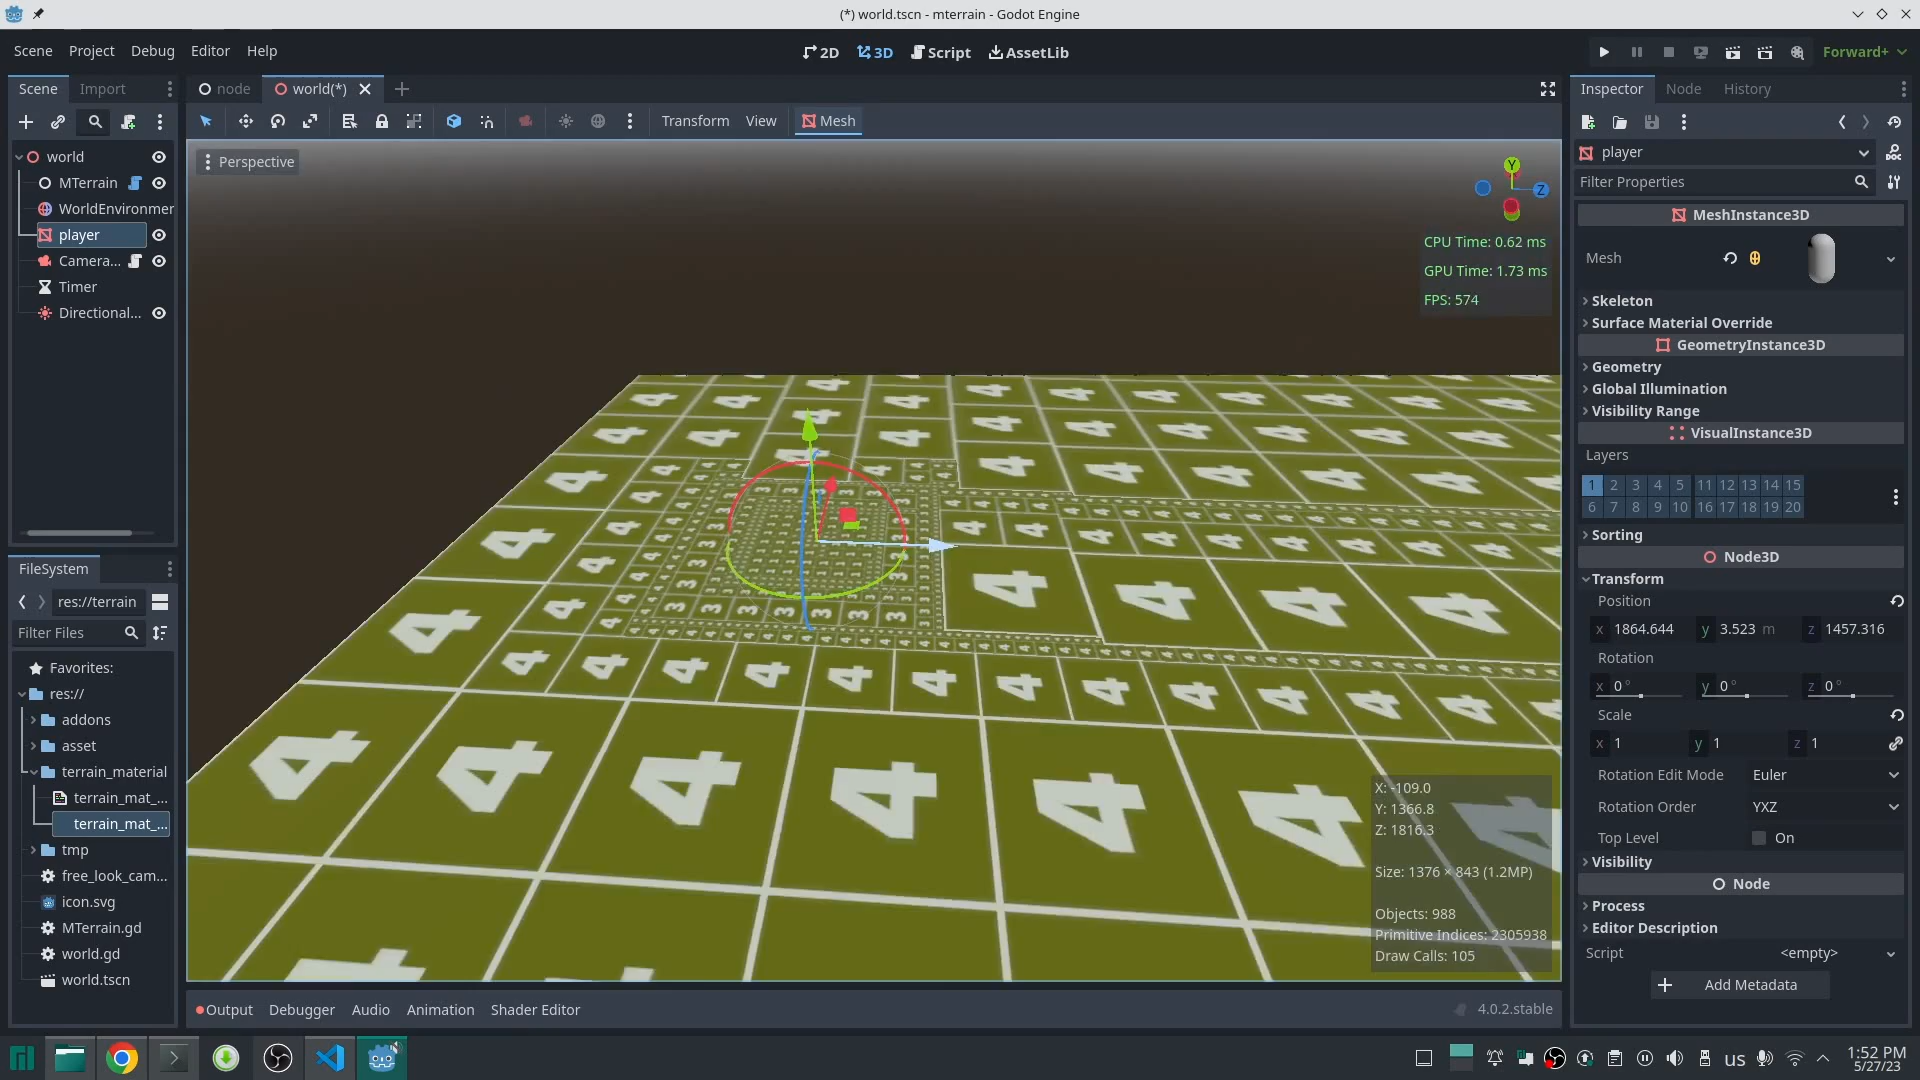 (*) world.tscn - mterrain - Godot Engine
Scene Project Debug Editor Help
2D 3D Script AssetLib
Forward+
Scene Import
node world(*)
Inspector Node History
Transform View Mesh
world
MTerrain
WorldEnvironmer
player
Camera...
Timer
Directional...
Perspective
Y
Z
CPU Time: 0.62 ms
GPU Time: 1.73 ms
FPS: 574
X: -109.0
Y: 1366.8
Z: 1816.3
Size: 1376 × 843 (1.2MP)
Objects: 988
Primitive Indices: 2305938
Draw Calls: 105
player
Filter Properties
MeshInstance3D
Mesh
Skeleton
Surface Material Override
GeometryInstance3D
Geometry
Global Illumination
Visibility Range
VisualInstance3D
Layers
1 2 3 4 5 11 12 13 14 15
6 7 8 9 10 16 17 18 19 20
Sorting
Node3D
Transform
Position
x 1864.644 y 3.523 m z 1457.316
Rotation
x 0° y 0° z 0°
Scale
x 1 y 1 z 1
Rotation Edit Mode Euler
Rotation Order YXZ
Top Level On
Visibility
Node
Process
Editor Description
Script <empty>
Add Metadata
FileSystem
res://terrain
Filter Files
Favorites:
res://
addons
asset
terrain_material
terrain_mat_...
terrain_mat_...
tmp
free_look_cam...
icon.svg
MTerrain.gd
world.gd
world.tscn
Output Debugger Audio Animation Shader Editor
4.0.2.stable
us
1:52 PM
5/27/23